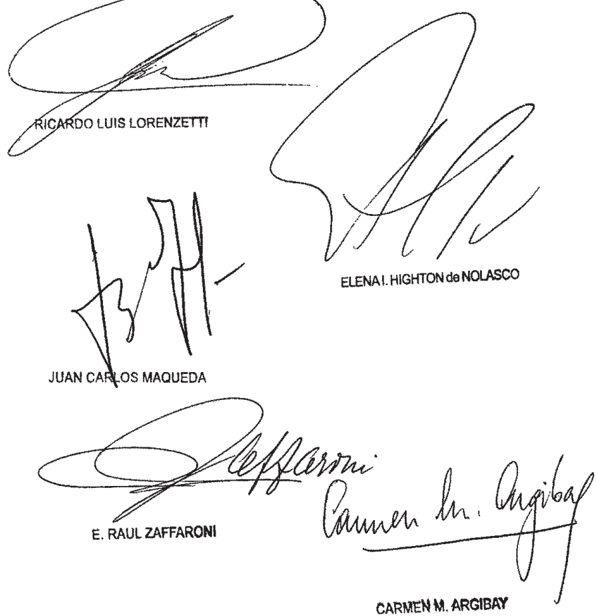 RICARDO LUIS LORENZETTI
ELENA I. HIGHTON de NOLASCO
JUAN CARLOS MAQUEDA
Zaffaroni
E. RAUL ZAFFARONI
Carmen M. Argibay
CARMEN M. ARGIBAY